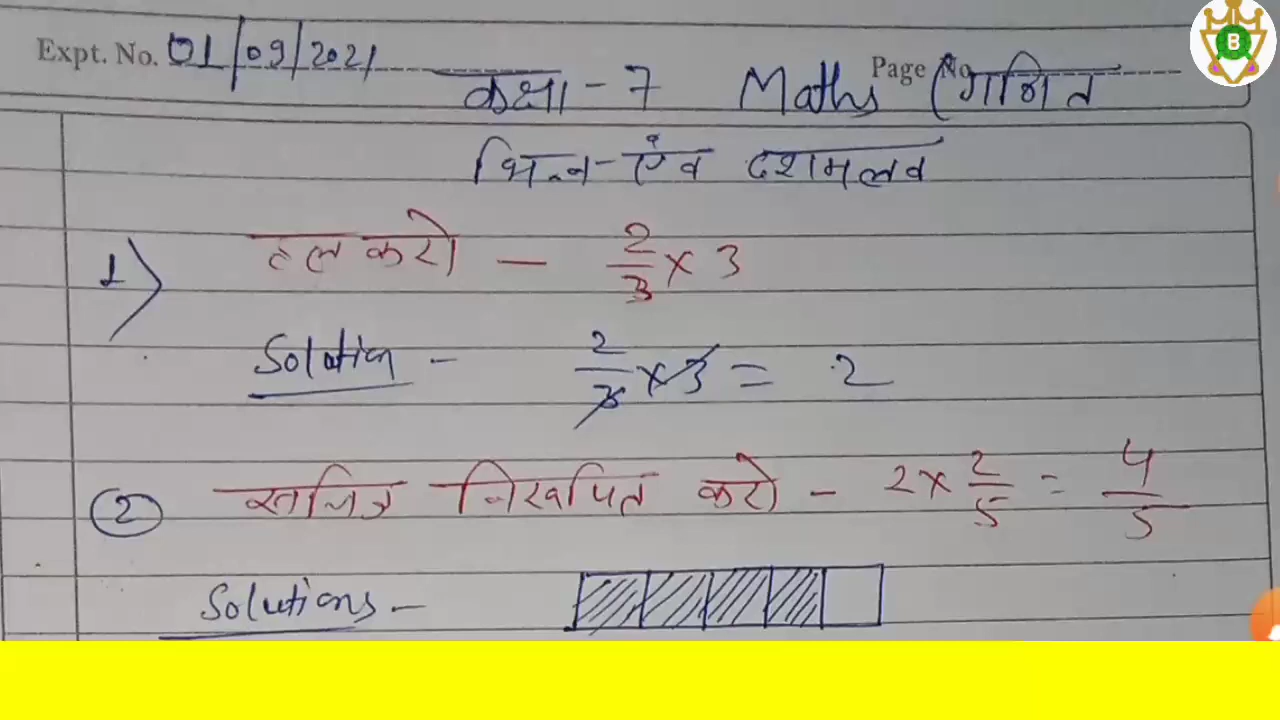 Expt. No. 01/09/2021
Page No.
B
कक्षा - 7 Maths (गणित
भिन्न - एंव दशमलव
1) हल करो - 2/3 × 3
Solution - 2/3 × 3 = 2
(2) सचित्र निरूपित करो - 2 × 2/5 = 4/5
Solutions -